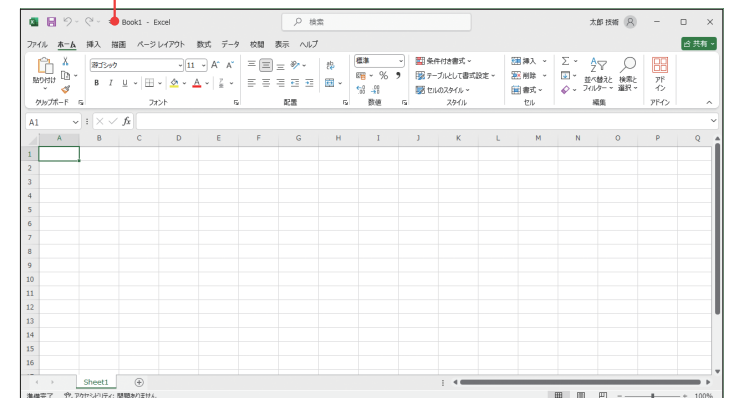 Book1 - Excel
検索
太郎 技術
ファイル ホーム 挿入 描画 ページ レイアウト 数式 データ 校閲 表示 ヘルプ
共有
貼り付け
游ゴシック 11 A A
B I U A
標準
%
条件付き書式
テーブルとして書式設定
セルのスタイル
挿入
削除
書式
Σ
並べ替えと フィルター
検索と 選択
アド イン
クリップボード フォント 配置 数値 スタイル セル 編集 アドイン
A1 fx
A B C D E F G H I J K L M N O P Q
1
2
3
4
5
6
7
8
9
10
11
12
13
14
15
16
Sheet1
準備完了 アクセシビリティ: 問題ありません 100%